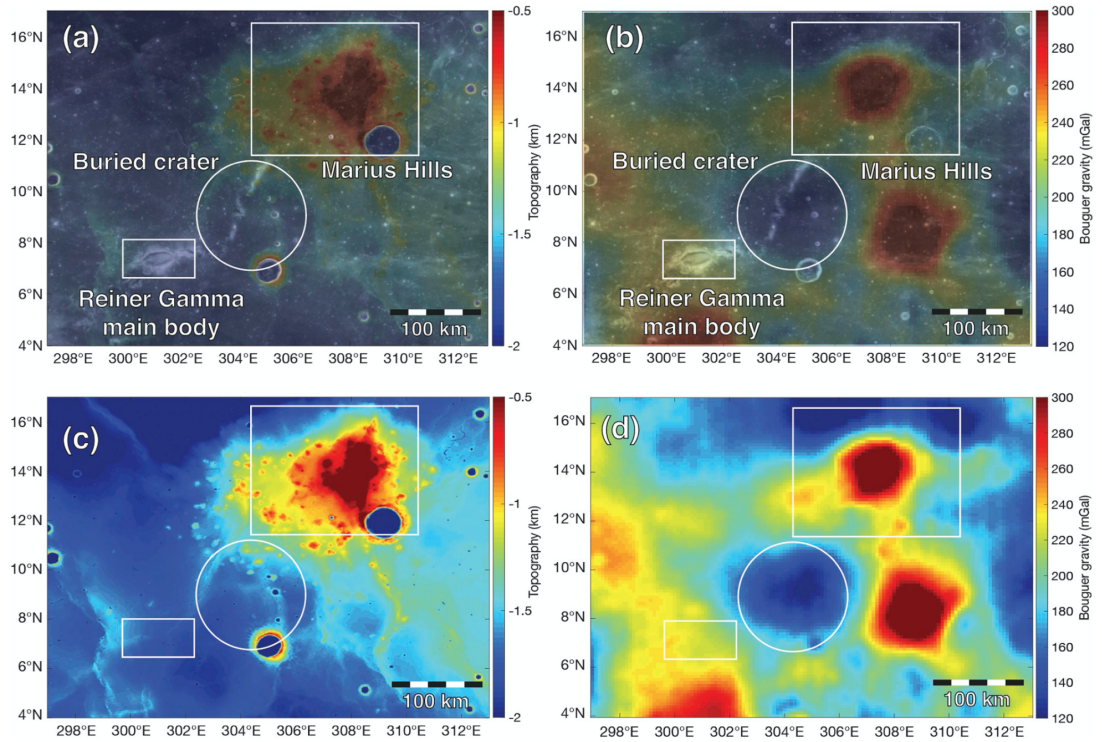 (a)
Buried crater
Marius Hills
Reiner Gamma
main body
100 km
16°N
14°N
12°N
10°N
8°N
6°N
4°N
298°E 300°E 302°E 304°E 306°E 308°E 310°E 312°E
-0.5
-1
-1.5
-2
Topography (km)
(b)
Buried crater
Marius Hills
Reiner Gamma
main body
100 km
16°N
14°N
12°N
10°N
8°N
6°N
4°N
298°E 300°E 302°E 304°E 306°E 308°E 310°E 312°E
300
280
260
240
220
200
180
160
140
120
Bouguer gravity (mGal)
(c)
100 km
16°N
14°N
12°N
10°N
8°N
6°N
4°N
298°E 300°E 302°E 304°E 306°E 308°E 310°E 312°E
-0.5
-1
-1.5
-2
Topography (km)
(d)
100 km
16°N
14°N
12°N
10°N
8°N
6°N
4°N
298°E 300°E 302°E 304°E 306°E 308°E 310°E 312°E
300
280
260
240
220
200
180
160
140
120
Bouguer gravity (mGal)